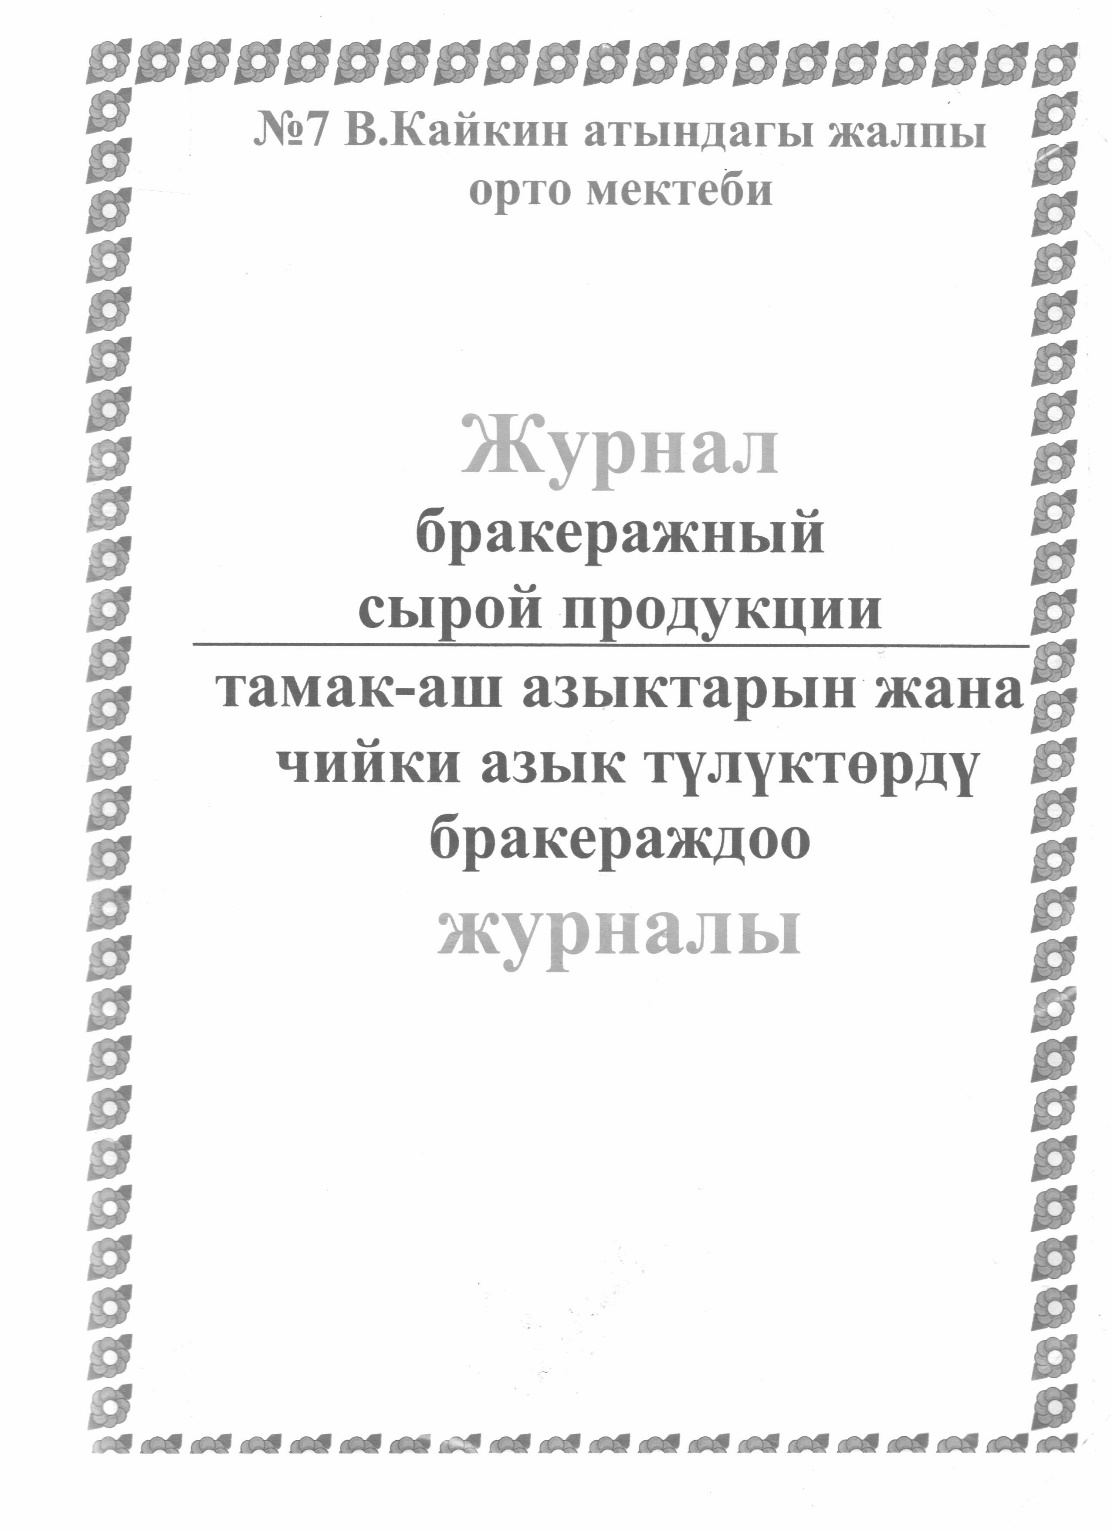 №7 В.Кайкин атындагы жалпы
орто мектеби
Журнал
бракеражный
сырой продукции
тамак-аш азыктарын жана
чийки азык түлүктөрдү
бракераждоо
журналы